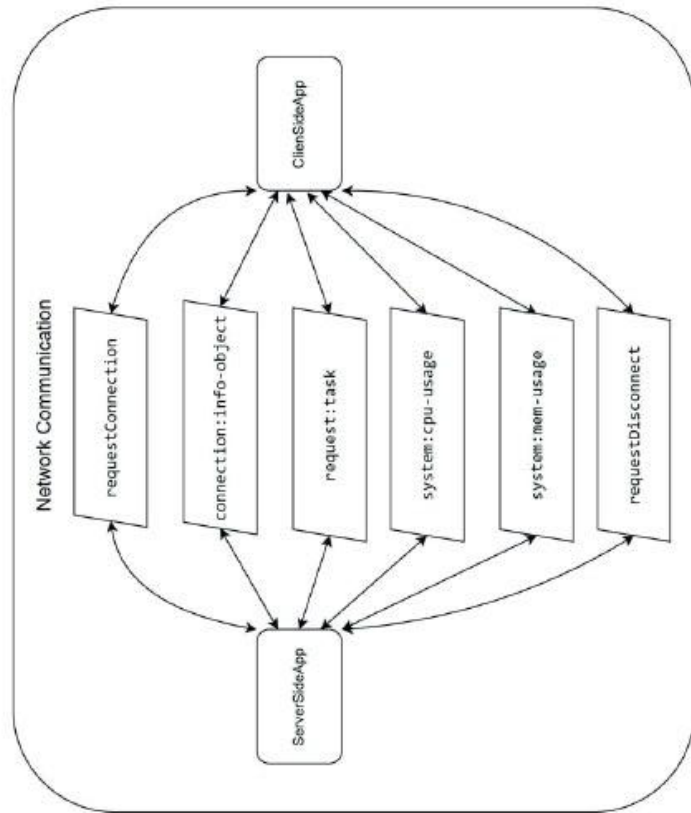 Network Communication
requestConnection
connection:info-object
request:task
system:cpu-usage
system:mem-usage
requestDisconnect
ServerSideApp
ClienSideApp